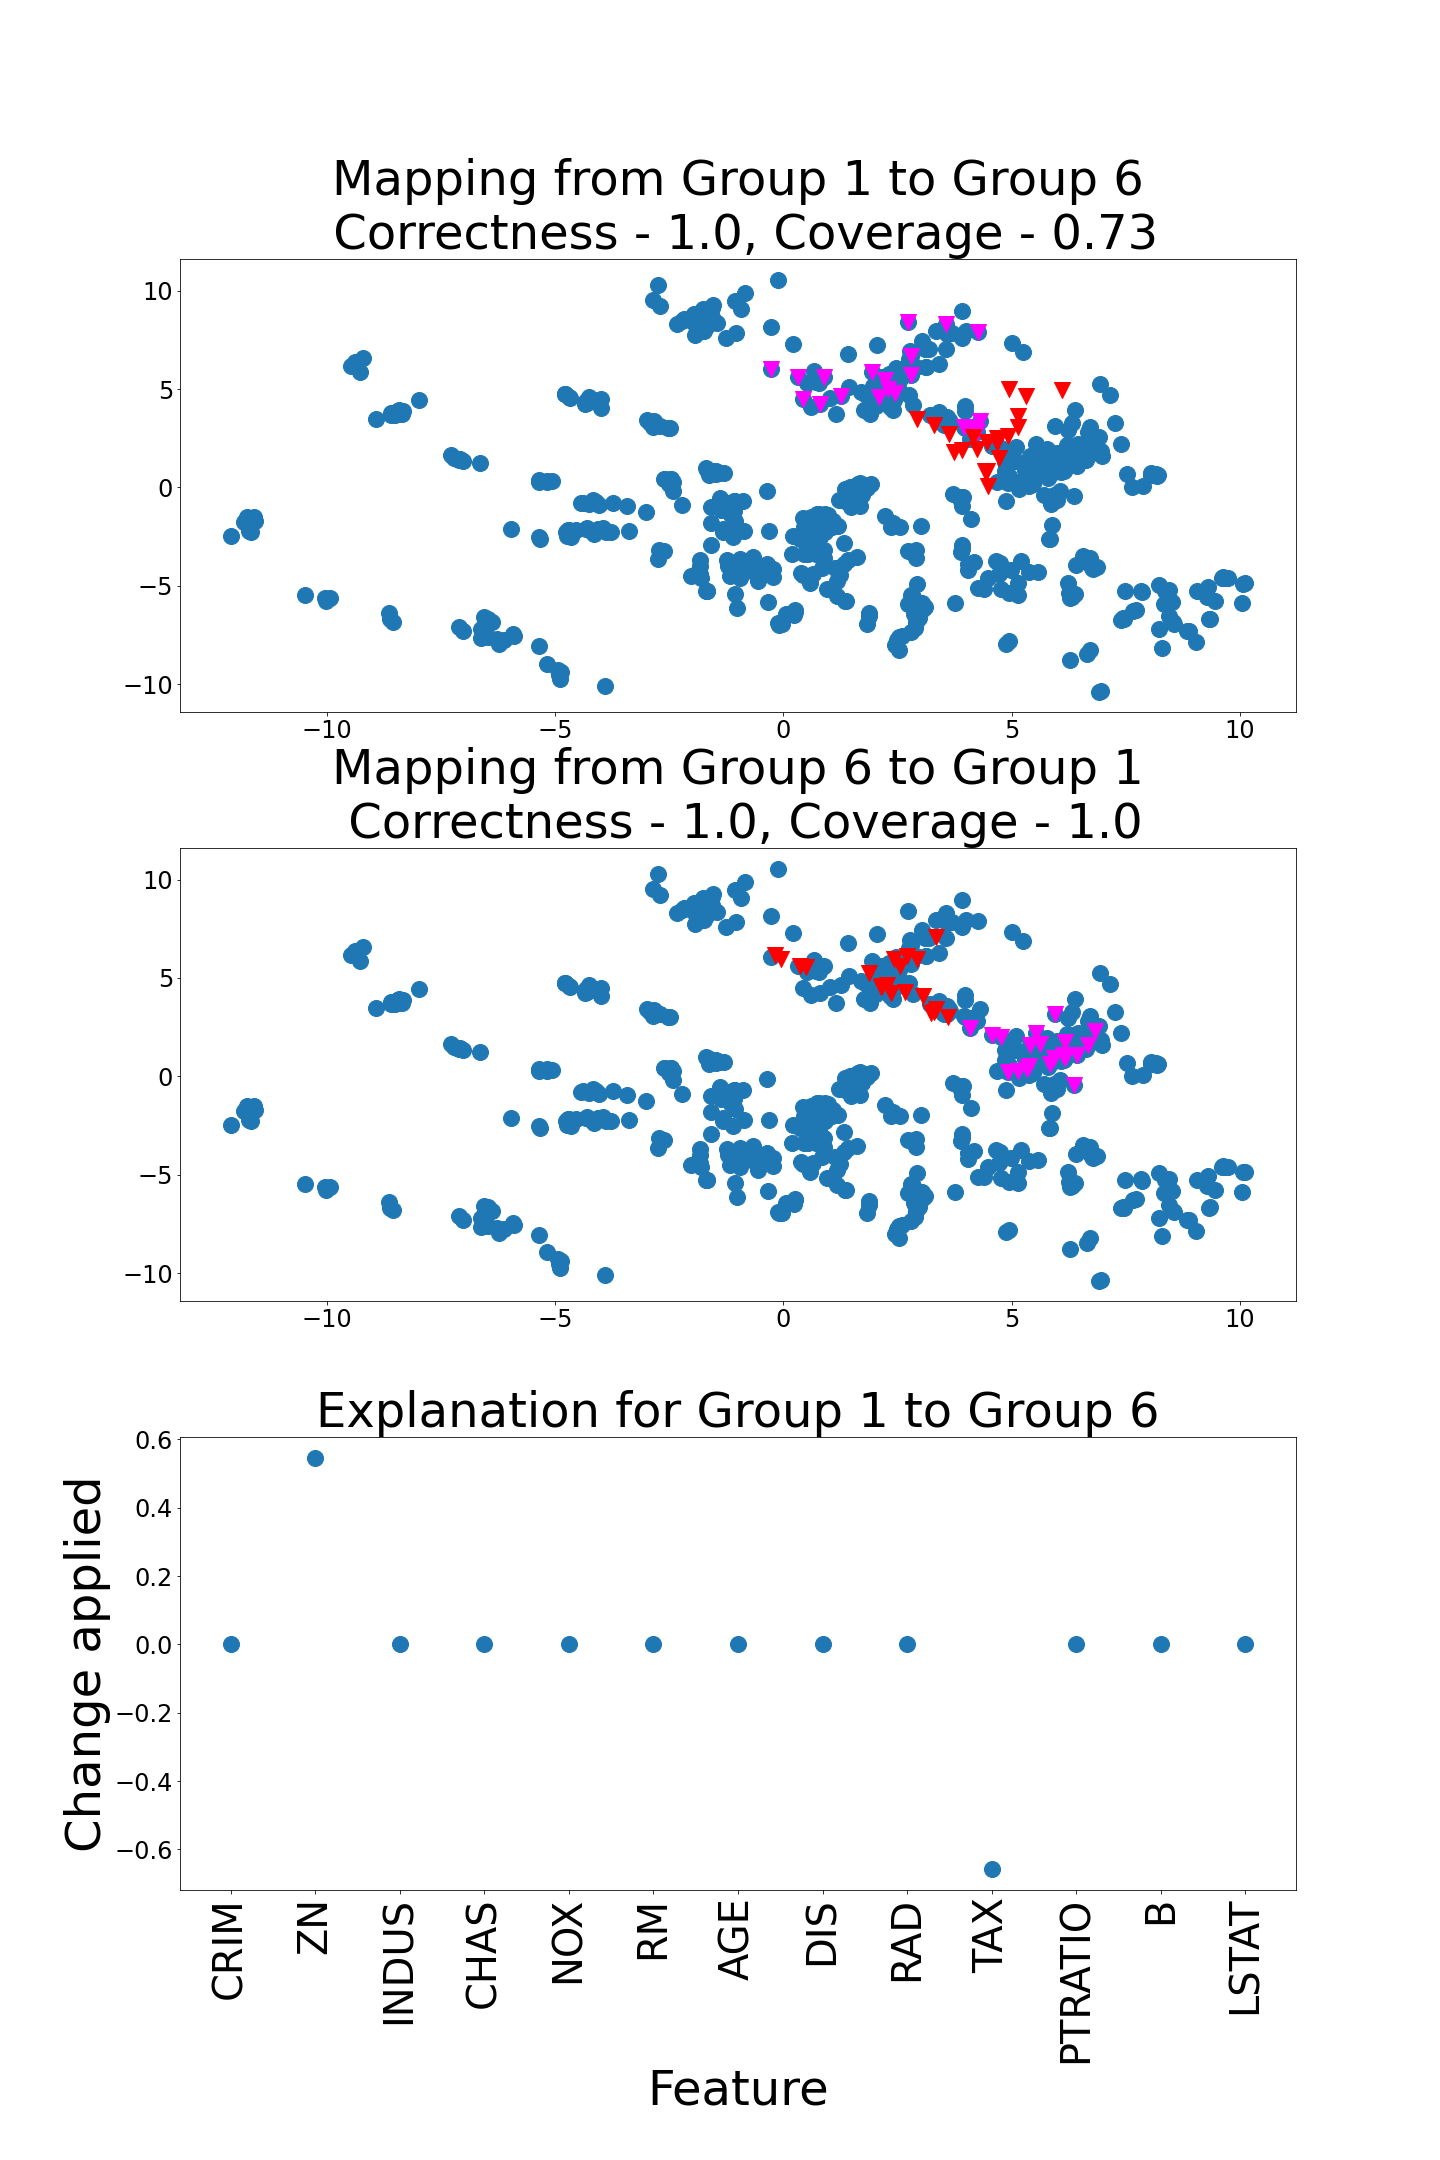 Mapping from Group 1 to Group 6
Correctness - 1.0, Coverage - 0.73
10
5
0
−5
−10
−10 −5 0 5 10
Mapping from Group 6 to Group 1
Correctness - 1.0, Coverage - 1.0
10
5
0
−5
−10
−10 −5 0 5 10
Explanation for Group 1 to Group 6
Change applied
0.6
0.4
0.2
0.0
−0.2
−0.4
−0.6
CRIM
ZN
INDUS
CHAS
NOX
RM
AGE
DIS
RAD
TAX
PTRATIO
B
LSTAT
Feature